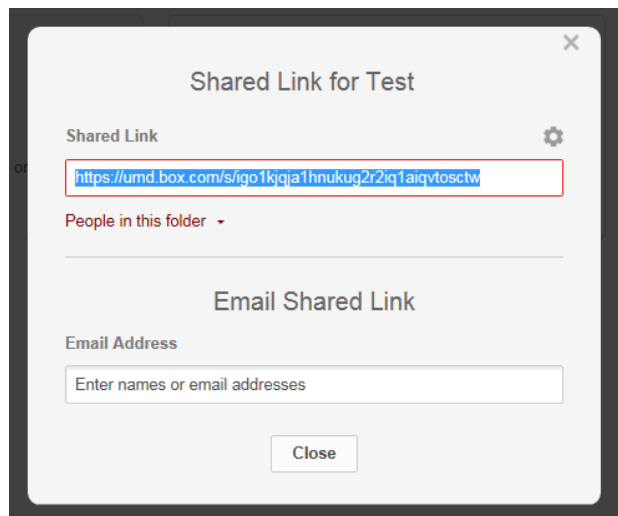 Shared Link for Test
Shared Link
https://umd.box.com/s/igo1kjqja1hnukug2r2iq1aiqvtosctw
or
People in this folder
Email Shared Link
Email Address
Enter names or email addresses
Close